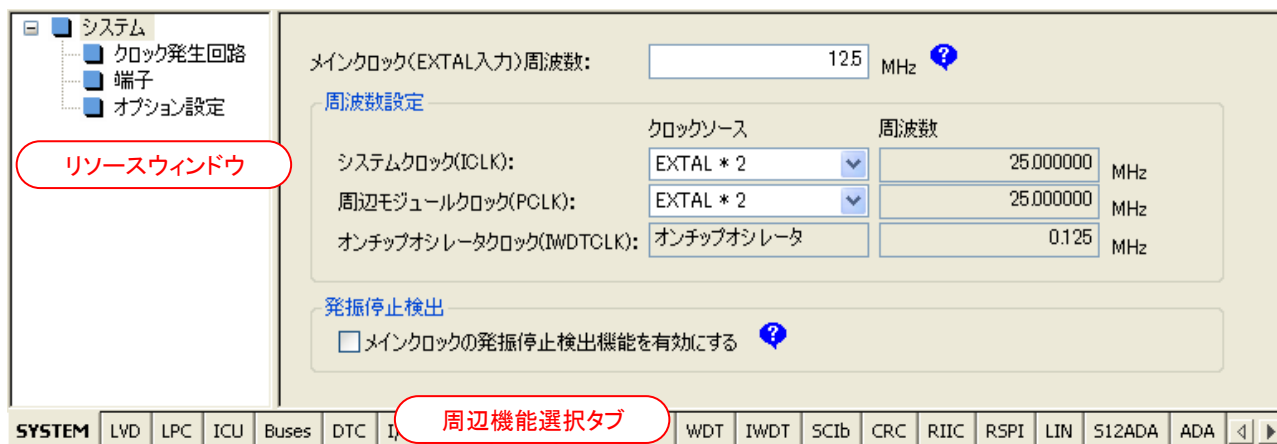 システム
クロック発生回路
端子
オプション設定
リソースウィンドウ
メインクロック(EXTAL入力)周波数: 12.5 MHz
周波数設定
クロックソース 周波数
システムクロック(ICLK): EXTAL * 2 25.000000 MHz
周辺モジュールクロック(PCLK): EXTAL * 2 25.000000 MHz
オンチップオシレータクロック(IWDTCLK): オンチップオシレータ 0.125 MHz
発振停止検出
メインクロックの発振停止検出機能を有効にする
周辺機能選択タブ
SYSTEM LVD LPC ICU Buses DTC WDT IWDT SCIb CRC RIIC RSPI LIN S12ADA ADA